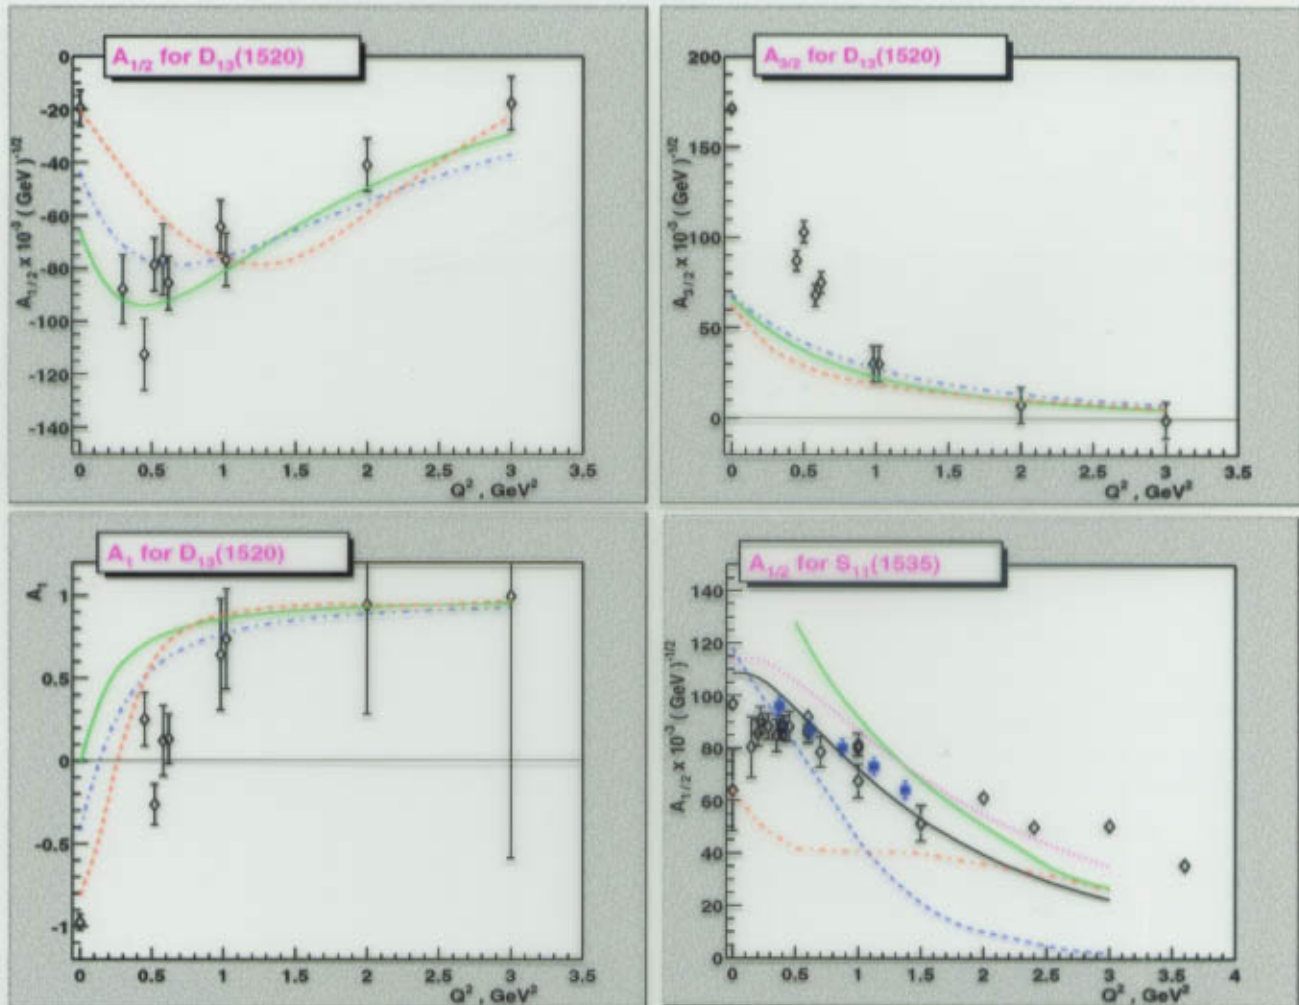 A1/2 for D13(1520)
A1/2 x 10-3 (GeV)-1/2
0
-20
-40
-60
-80
-100
-120
-140
0 0.5 1 1.5 2 2.5 3 3.5
Q2 , GeV2
A3/2 for D13(1520)
A3/2 x 10-3 (GeV)-1/2
200
150
100
50
0
0 0.5 1 1.5 2 2.5 3 3.5
Q2 , GeV2
A1 for D13(1520)
A1
1
0.5
0
-0.5
-1
0 0.5 1 1.5 2 2.5 3 3.5
Q2 , GeV2
A1/2 for S11(1535)
A1/2 x 10-3 (GeV)-1/2
140
120
100
80
60
40
20
0
0 0.5 1 1.5 2 2.5 3 3.5 4
Q2 , GeV2